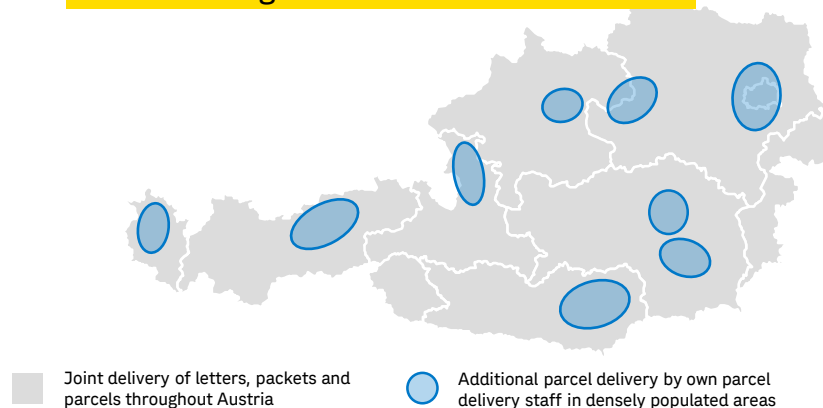 Joint delivery of letters, packets and
parcels throughout Austria
Additional parcel delivery by own parcel
delivery staff in densely populated areas